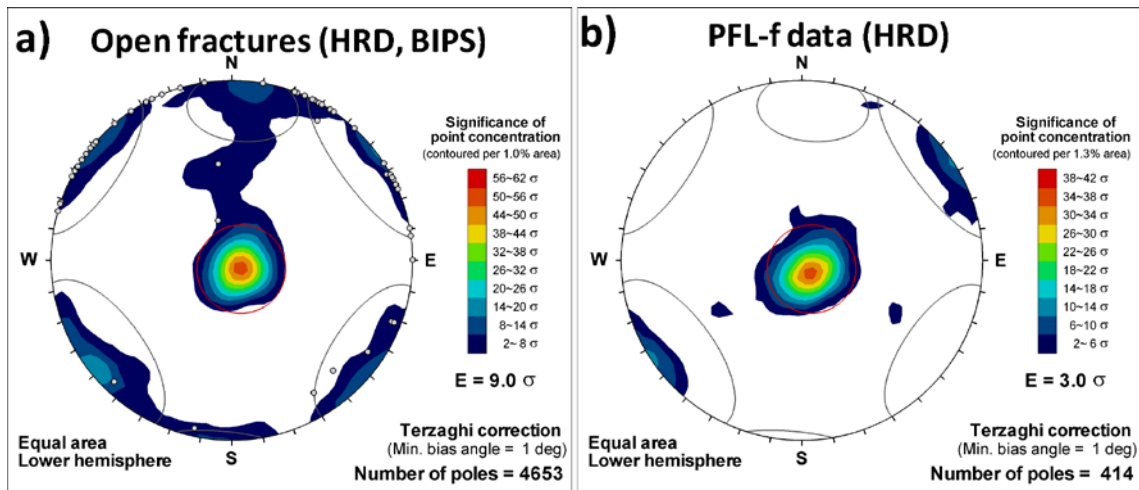 a) Open fractures (HRD, BIPS)
N
Significance of
point concentration
(contoured per 1.0% area)
56~62 σ
50~56 σ
44~50 σ
38~44 σ
32~38 σ
26~32 σ
20~26 σ
14~20 σ
8~14 σ
2~ 8 σ
W
E
E = 9.0 σ
Equal area
Lower hemisphere
S
Terzaghi correction
(Min. bias angle = 1 deg)
Number of poles = 4653
b) PFL-f data (HRD)
N
Significance of
point concentration
(contoured per 1.3% area)
38~42 σ
34~38 σ
30~34 σ
26~30 σ
22~26 σ
18~22 σ
14~18 σ
10~14 σ
6~10 σ
2~ 6 σ
W
E
E = 3.0 σ
Equal area
Lower hemisphere
S
Terzaghi correction
(Min. bias angle = 1 deg)
Number of poles = 414